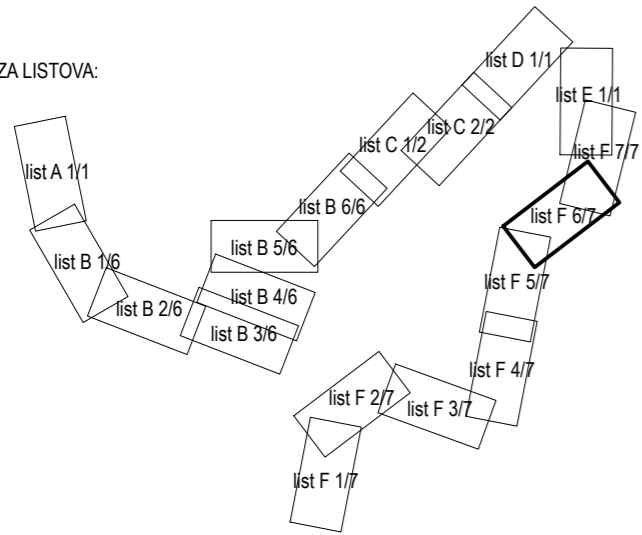 ZA LISTOVA:
list D 1/1
list E 1/1
list C 2/2
list C 1/2
list F 7/7
list A 1/1
list B 6/6
list F 6/7
list B 5/6
list B 1/6
list F 5/7
list B 4/6
list B 2/6
list B 3/6
list F 4/7
list F 2/7
list F 3/7
list F 1/7